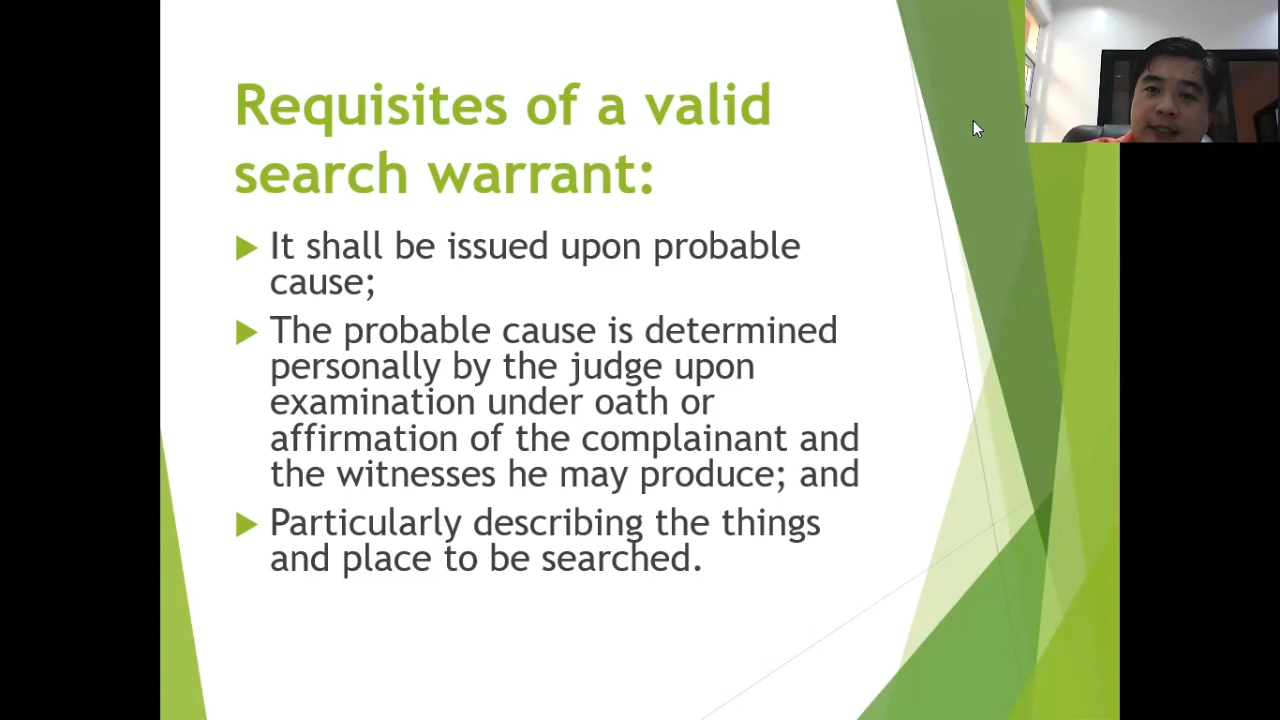 Requisites of a valid
search warrant:
It shall be issued upon probable
cause;
The probable cause is determined
personally by the judge upon
examination under oath or
affirmation of the complainant and
the witnesses he may produce; and
Particularly describing the things
and place to be searched.